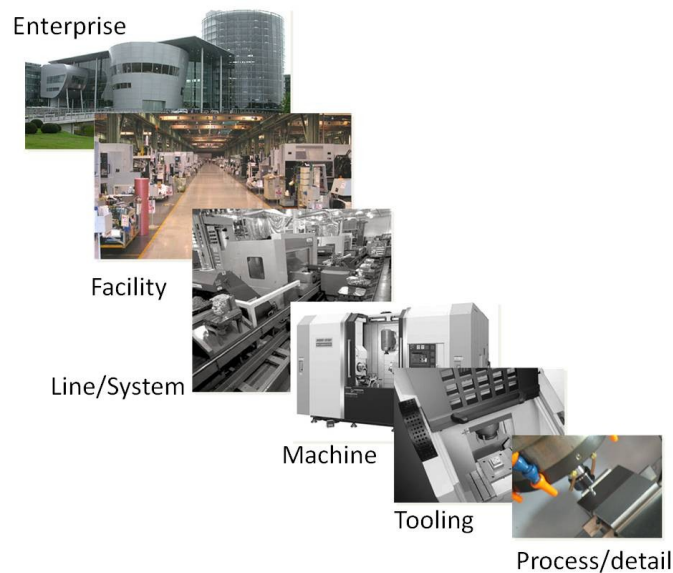 Enterprise
Facility
Line/System
Machine
Tooling
Process/detail